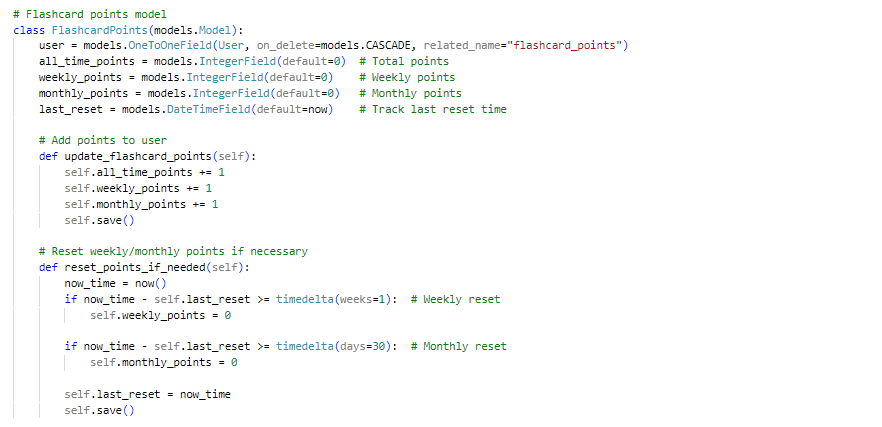 # Flashcard points model
class FlashcardPoints(models.Model):
    user = models.OneToOneField(User, on_delete=models.CASCADE, related_name="flashcard_points")
    all_time_points = models.IntegerField(default=0)  # Total points
    weekly_points = models.IntegerField(default=0)    # Weekly points
    monthly_points = models.IntegerField(default=0)   # Monthly points
    last_reset = models.DateTimeField(default=now)    # Track last reset time

    # Add points to user
    def update_flashcard_points(self):
        self.all_time_points += 1
        self.weekly_points += 1
        self.monthly_points += 1
        self.save()

    # Reset weekly/monthly points if necessary
    def reset_points_if_needed(self):
        now_time = now()
        if now_time - self.last_reset >= timedelta(weeks=1):  # Weekly reset
            self.weekly_points = 0

        if now_time - self.last_reset >= timedelta(days=30):  # Monthly reset
            self.monthly_points = 0

        self.last_reset = now_time
        self.save()